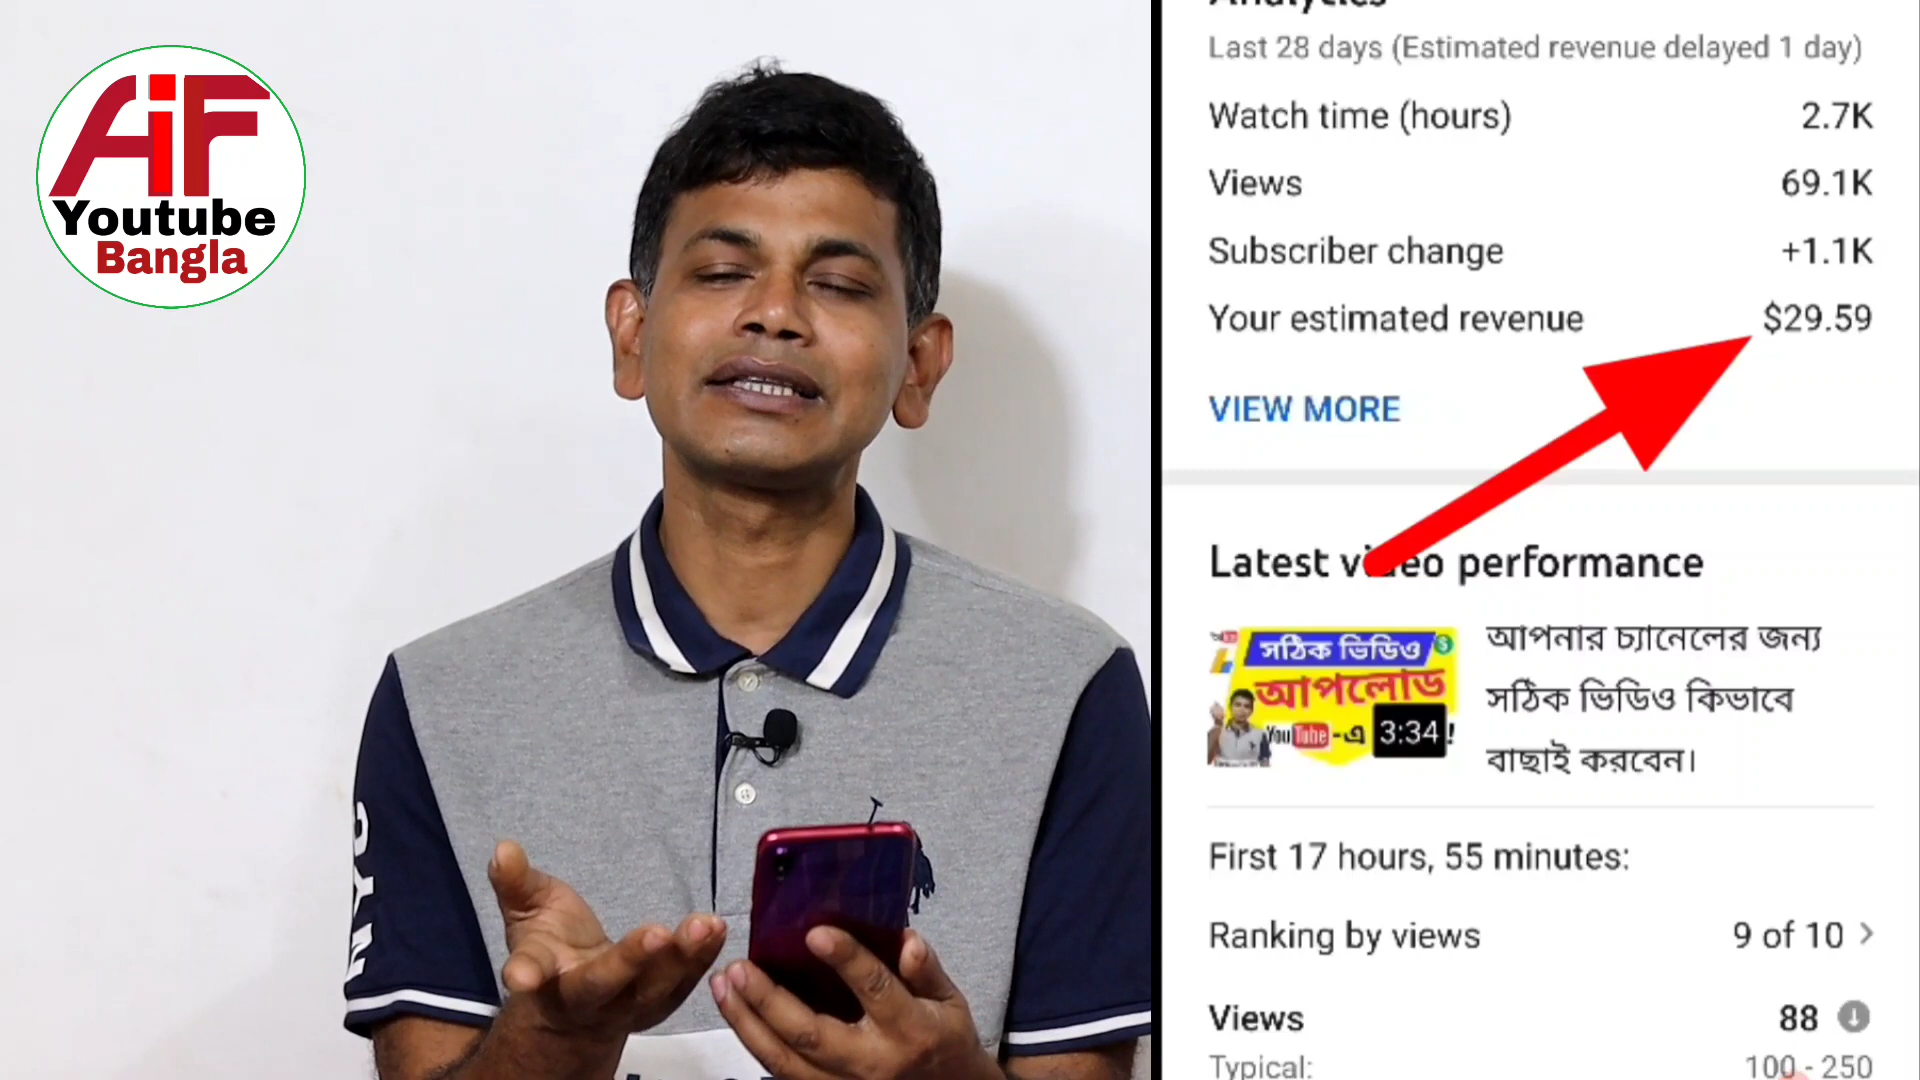 AiF
Youtube
Bangla
NYC
Analytics
Last 28 days (Estimated revenue delayed 1 day)
Watch time (hours) 2.7K
Views 69.1K
Subscriber change +1.1K
Your estimated revenue $29.59
VIEW MORE
Latest video performance
সঠিক ভিডিও
আপলোড
YouTube-এ !
3:34
আপনার চ্যানেলের জন্য
সঠিক ভিডিও কিভাবে
বাছাই করবেন।
First 17 hours, 55 minutes:
Ranking by views 9 of 10
Views 88
Typical: 100 - 250